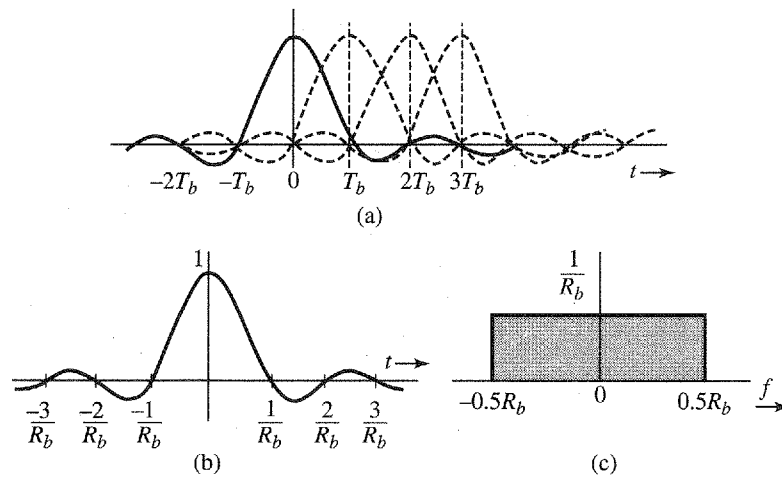 −2T_b −T_b 0 T_b 2T_b 3T_b t →
(a)
1
t →
−3/R_b −2/R_b −1/R_b 1/R_b 2/R_b 3/R_b
(b)
1/R_b
−0.5R_b 0 0.5R_b f →
(c)